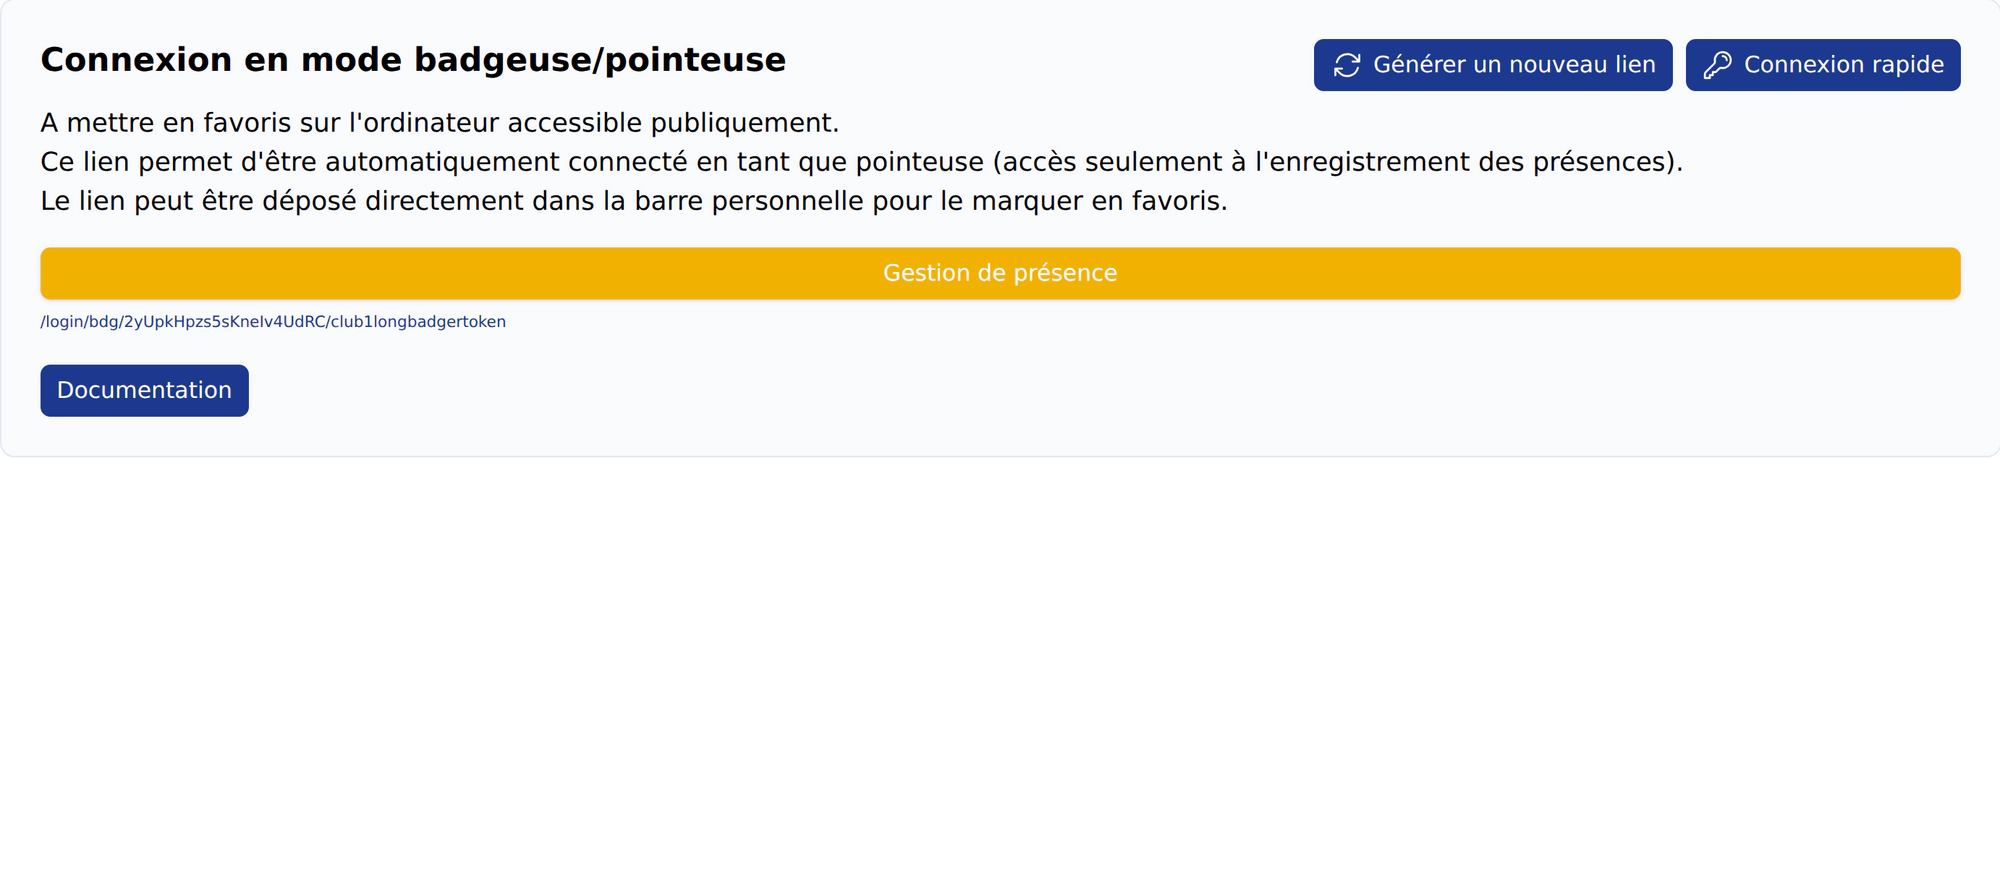 Connexion en mode badgeuse/pointeuse
Générer un nouveau lien
Connexion rapide
A mettre en favoris sur l'ordinateur accessible publiquement.
Ce lien permet d'être automatiquement connecté en tant que pointeuse (accès seulement à l'enregistrement des présences).
Le lien peut être déposé directement dans la barre personnelle pour le marquer en favoris.
Gestion de présence
/login/bdg/2yUpkHpzs5sKneIv4UdRC/club1longbadgertoken
Documentation